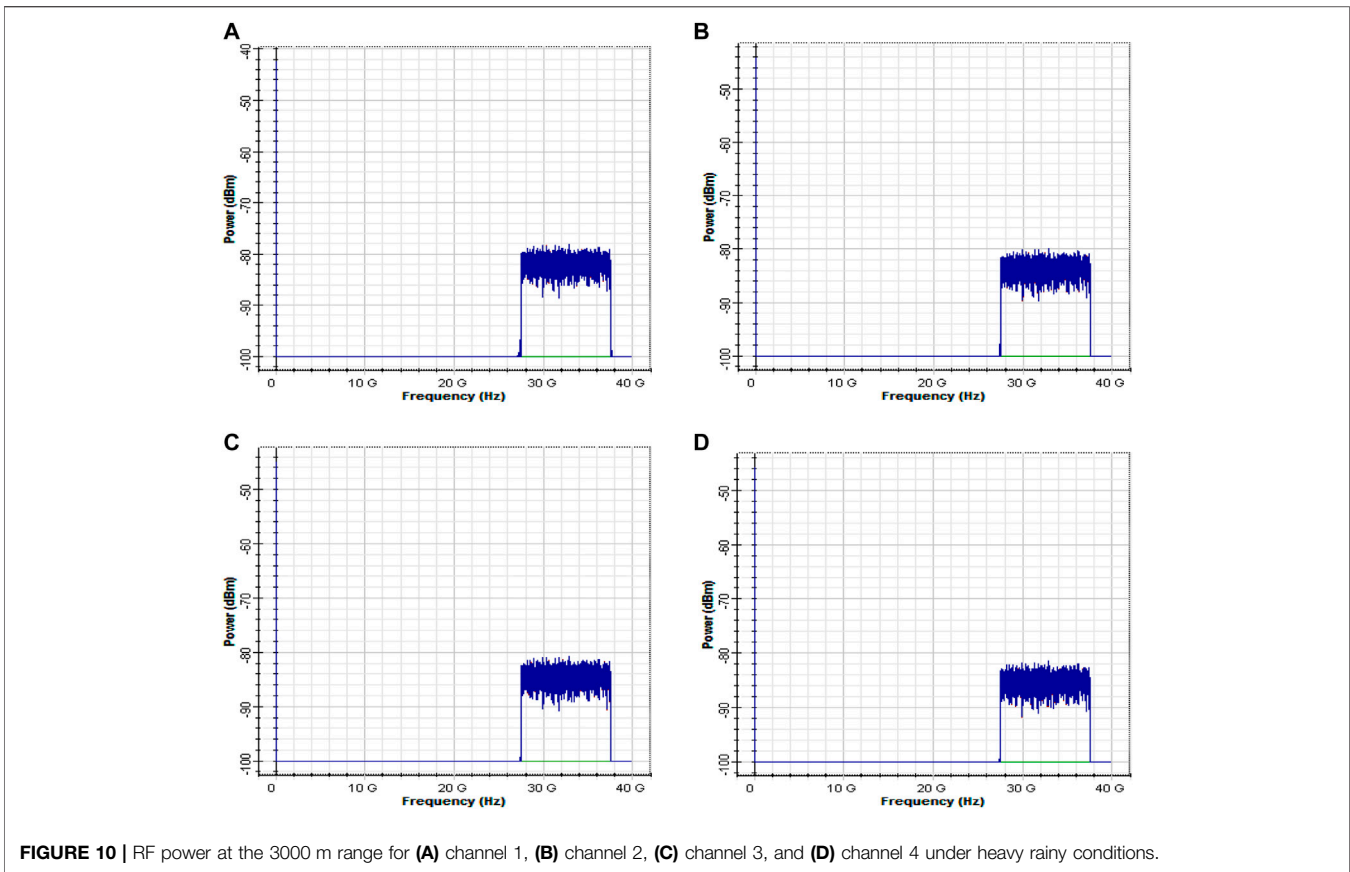 A
40
-50
-60
-70
-80
-90
-100
Power (dBm)
0 10 G 20 G 30 G 40 G
Frequency (Hz)
B
-50
-60
-70
-80
-90
-100
Power (dBm)
0 10 G 20 G 30 G 40 G
Frequency (Hz)
C
-50
-60
-70
-80
-90
-100
Power (dBm)
0 10 G 20 G 30 G 40 G
Frequency (Hz)
D
-50
-60
-70
-80
-90
-100
Power (dBm)
0 10 G 20 G 30 G 40 G
Frequency (Hz)
FIGURE 10 | RF power at the 3000 m range for (A) channel 1, (B) channel 2, (C) channel 3, and (D) channel 4 under heavy rainy conditions.